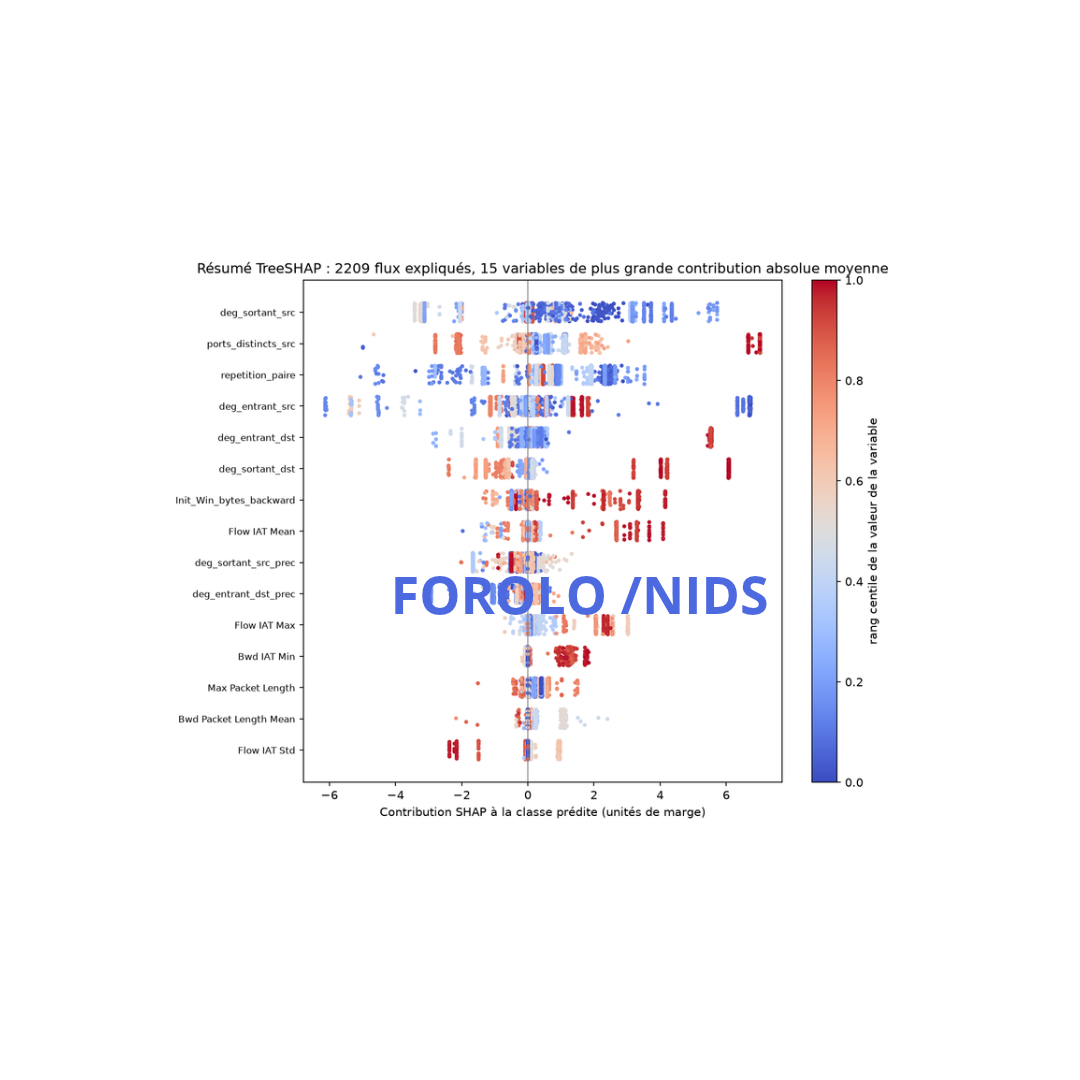 Résumé TreeSHAP : 2209 flux expliqués, 15 variables de plus grande contribution absolue moyenne
deg_sortant_src
ports_distincts_src
repetition_paire
deg_entrant_src
deg_entrant_dst
deg_sortant_dst
Init_Win_bytes_backward
Flow IAT Mean
deg_sortant_src_prec
deg_entrant_dst_prec
FOROLO /NIDS
Flow IAT Max
Bwd IAT Min
Max Packet Length
Bwd Packet Length Mean
Flow IAT Std
−6 −4 −2 0 2 4 6
Contribution SHAP à la classe prédite (unités de marge)
1.0
0.8
0.6
0.4
0.2
0.0
rang centile de la valeur de la variable